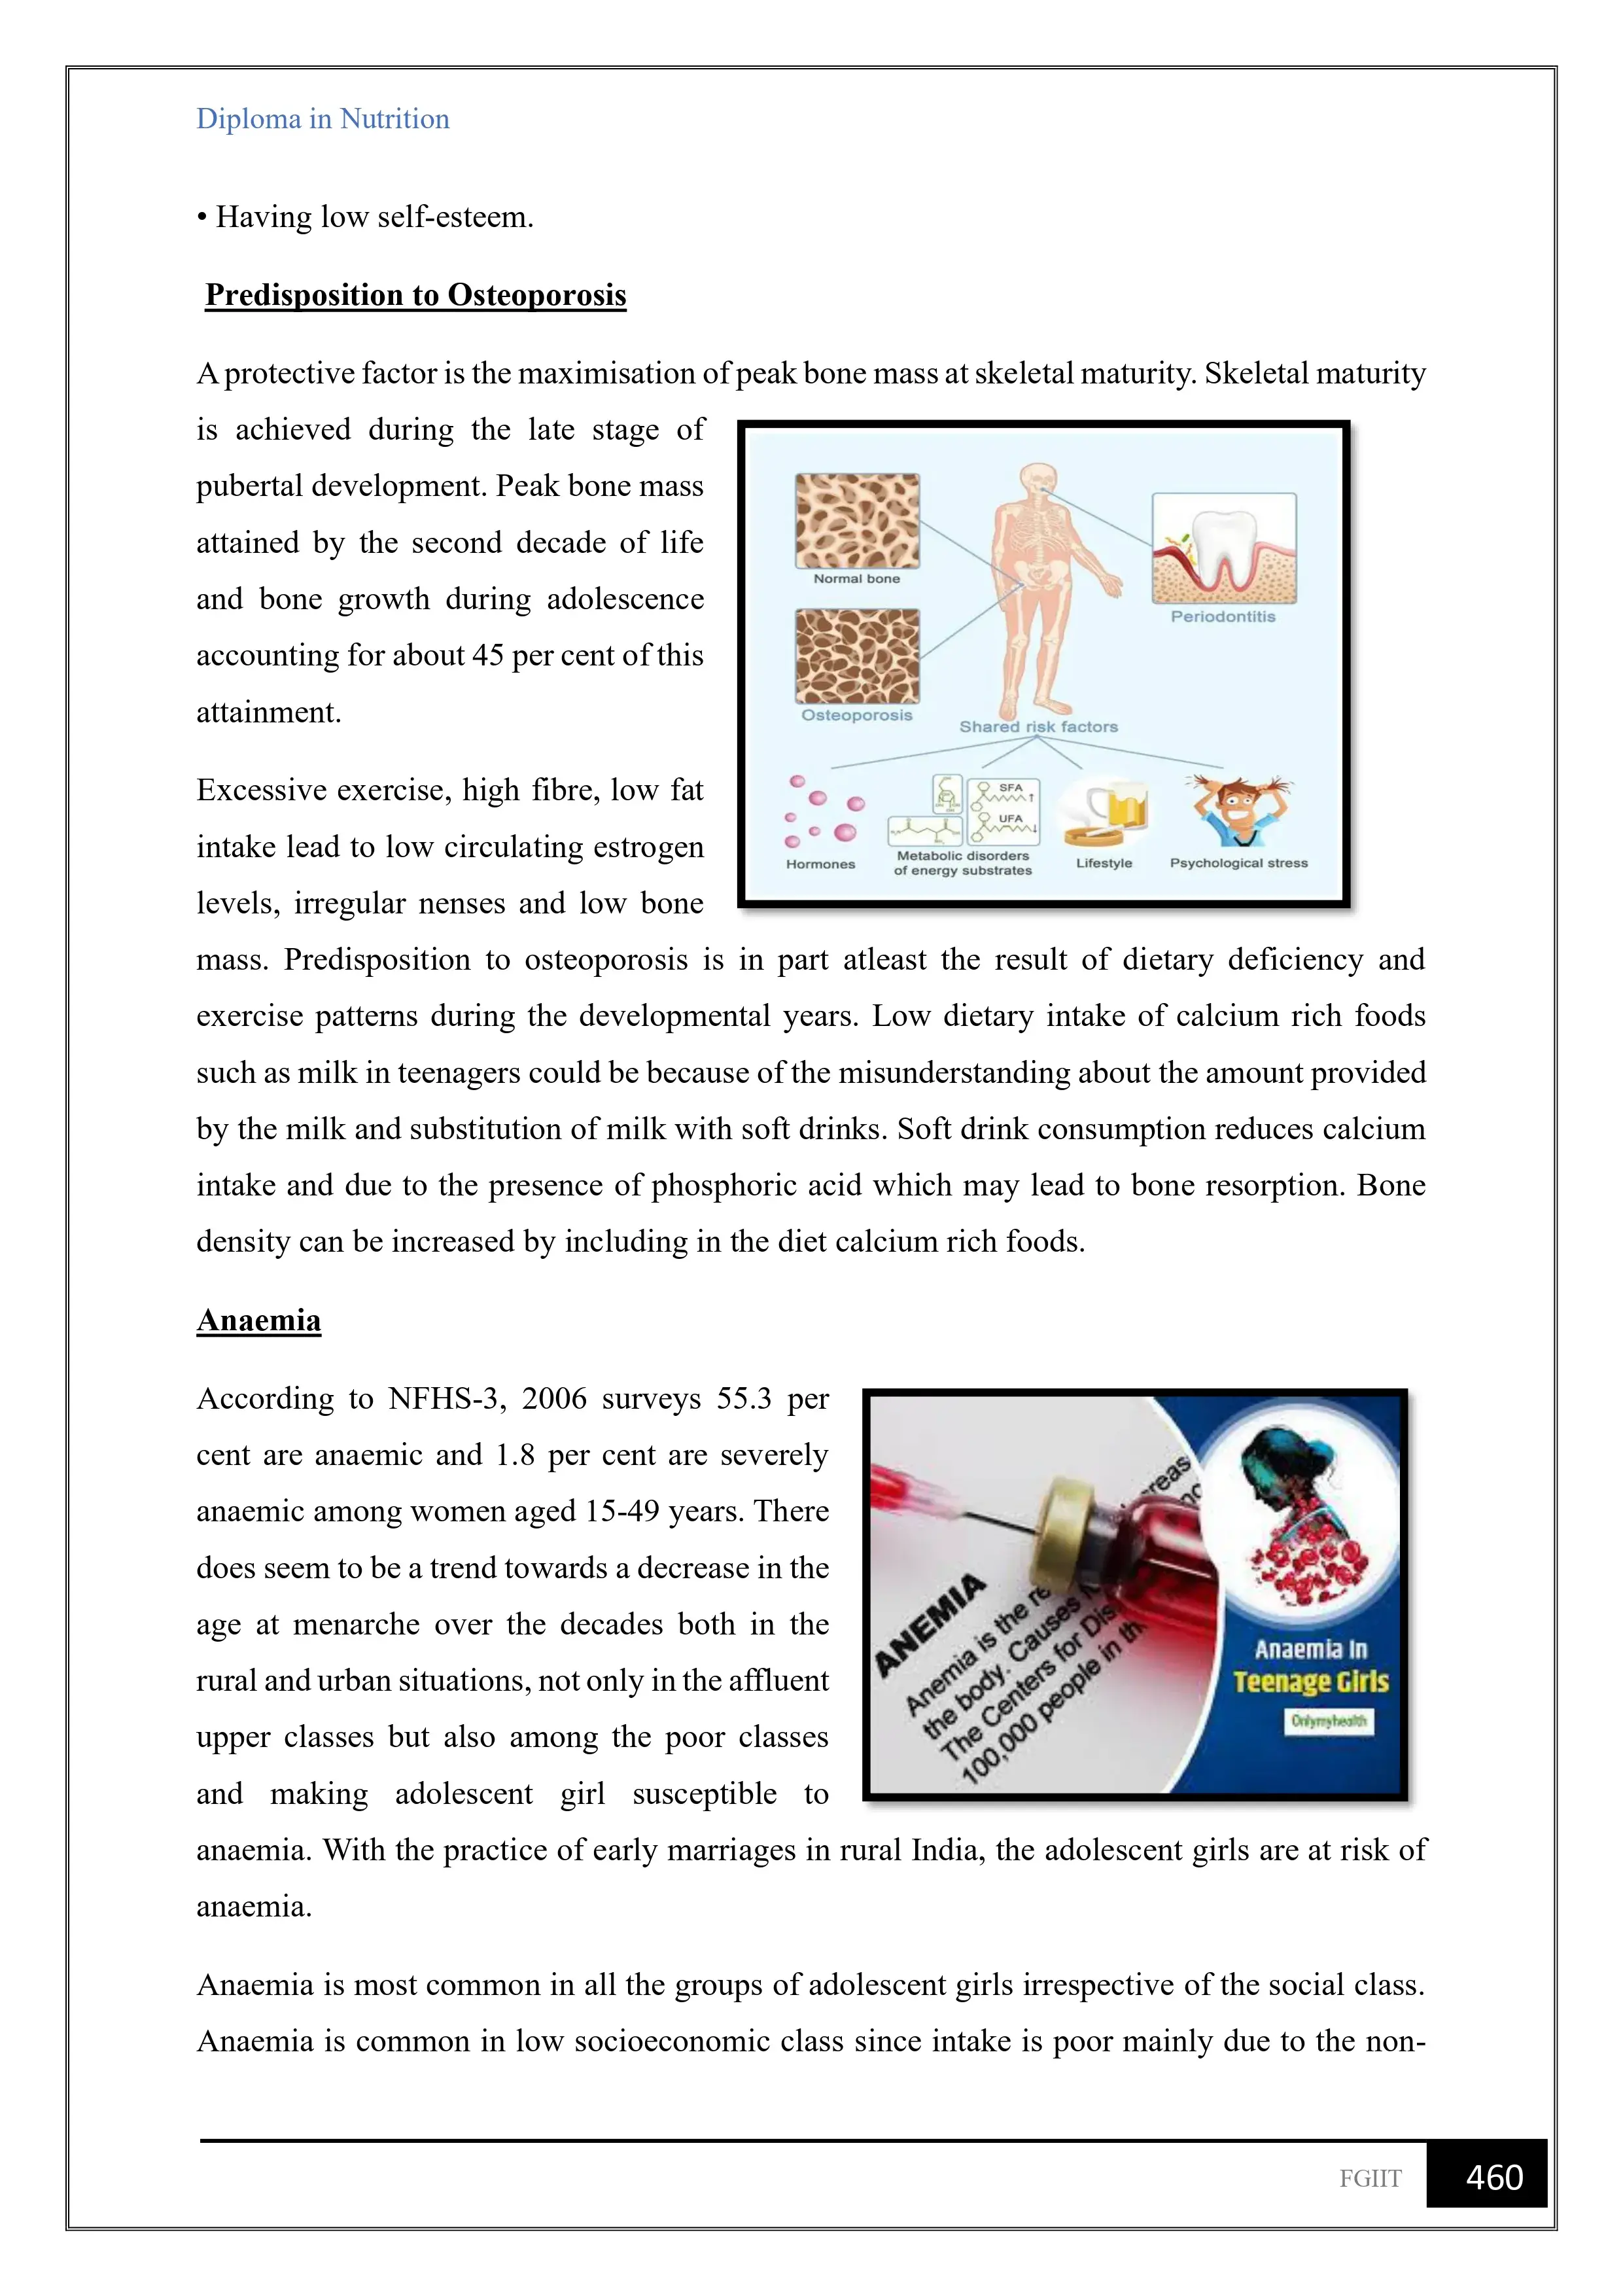 Diploma in Nutrition
• Having low self-esteem.
Predisposition to Osteoporosis
A protective factor is the maximisation of peak bone mass at skeletal maturity. Skeletal maturity
is achieved during the late stage of
pubertal development. Peak bone mass
attained by the second decade of life
and bone growth during adolescence
accounting for about 45 per cent of this
attainment.
Normal bone
Osteoporosis
Periodontitis
Shared risk factors
SFA
UFA
Hormones
Metabolic disorders
of energy substrates
Lifestyle
Psychological stress
Excessive exercise, high fibre, low fat
intake lead to low circulating estrogen
levels, irregular nenses and low bone
mass. Predisposition to osteoporosis is in part atleast the result of dietary deficiency and
exercise patterns during the developmental years. Low dietary intake of calcium rich foods
such as milk in teenagers could be because of the misunderstanding about the amount provided
by the milk and substitution of milk with soft drinks. Soft drink consumption reduces calcium
intake and due to the presence of phosphoric acid which may lead to bone resorption. Bone
density can be increased by including in the diet calcium rich foods.
Anaemia
According to NFHS-3, 2006 surveys 55.3 per
cent are anaemic and 1.8 per cent are severely
anaemic among women aged 15-49 years. There
does seem to be a trend towards a decrease in the
age at menarche over the decades both in the
rural and urban situations, not only in the affluent
upper classes but also among the poor classes
and making adolescent girl susceptible to
anaemia. With the practice of early marriages in rural India, the adolescent girls are at risk of
anaemia.
ANEMIA
Anemia is the re
the body. Causes
The Centers for Dis
100,000 people in th
Anaemia In
Teenage Girls
Onlymyhealth
Anaemia is most common in all the groups of adolescent girls irrespective of the social class.
Anaemia is common in low socioeconomic class since intake is poor mainly due to the non-
FGIIT
460